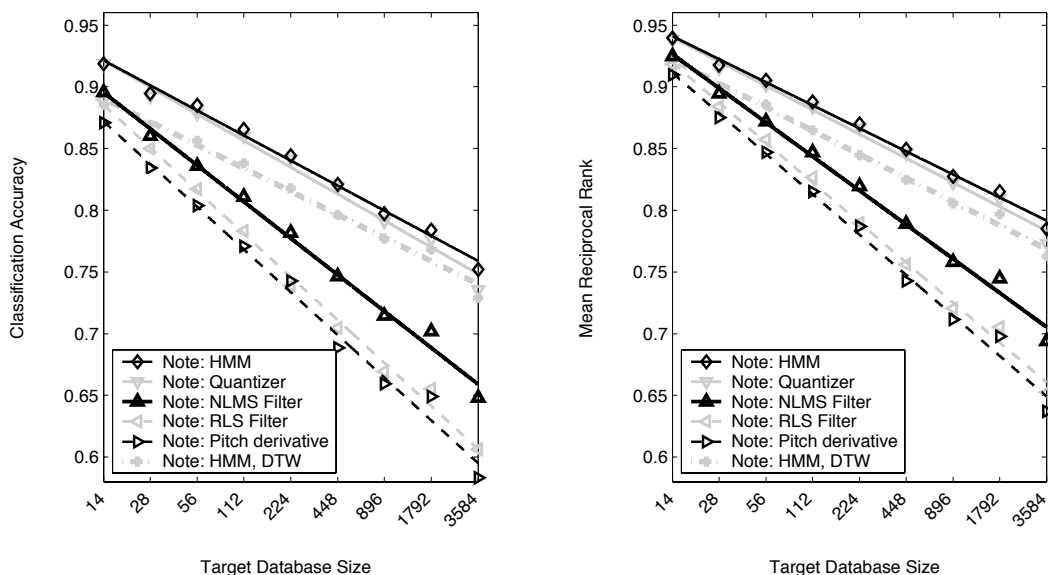 0.95
0.9
0.85
0.8
0.75
0.7
0.65
0.6
Classification Accuracy
Note: HMM
Note: Quantizer
Note: NLMS Filter
Note: RLS Filter
Note: Pitch derivative
Note: HMM, DTW
14
28
56
112
224
448
896
1792
3584
Target Database Size
0.95
0.9
0.85
0.8
0.75
0.7
0.65
0.6
Mean Reciprocal Rank
Note: HMM
Note: Quantizer
Note: NLMS Filter
Note: RLS Filter
Note: Pitch derivative
Note: HMM, DTW
14
28
56
112
224
448
896
1792
3584
Target Database Size